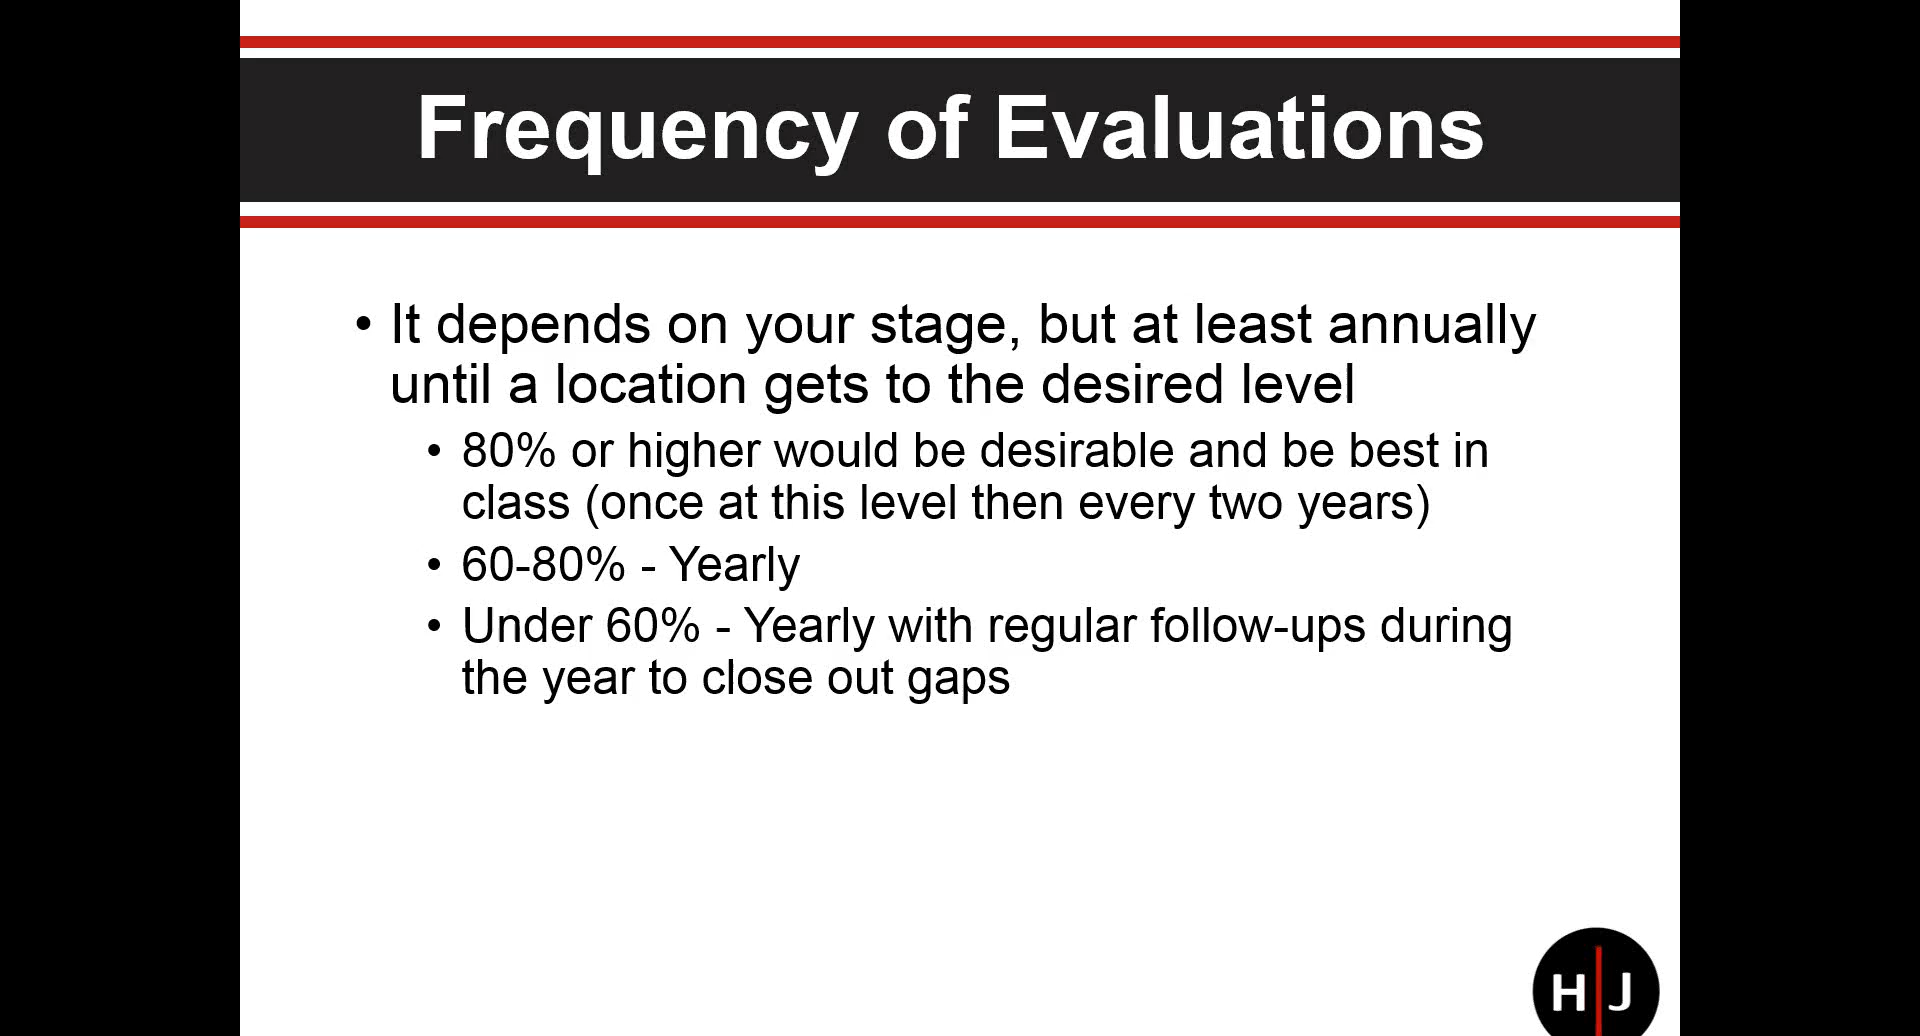 Frequency of Evaluations
• It depends on your stage, but at least annually
until a location gets to the desired level
• 80% or higher would be desirable and be best in
class (once at this level then every two years)
• 60-80% - Yearly
• Under 60% - Yearly with regular follow-ups during
the year to close out gaps
H J